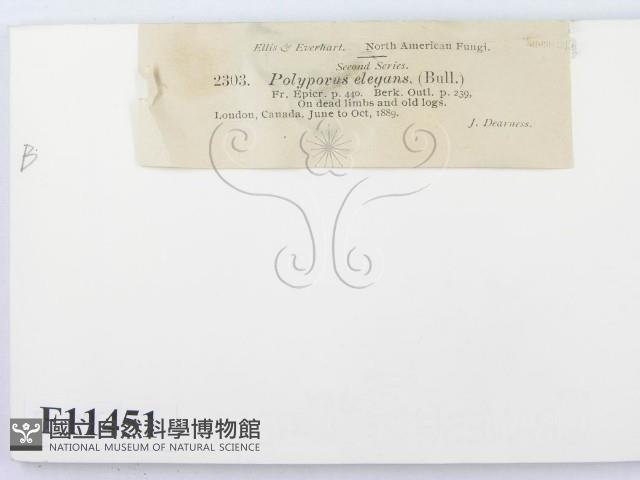 Ellis & Everhart. North American Fungi.
Second Series.
2303. Polyporus elegans. (Bull.)
Fr. Epicr. p. 440. Berk. Outl. p. 239,
On dead limbs and old logs.
London, Canada. June to Oct, 1889.
J. Dearness.
B
F11451
國立自然科學博物館
NATIONAL MUSEUM OF NATURAL SCIENCE